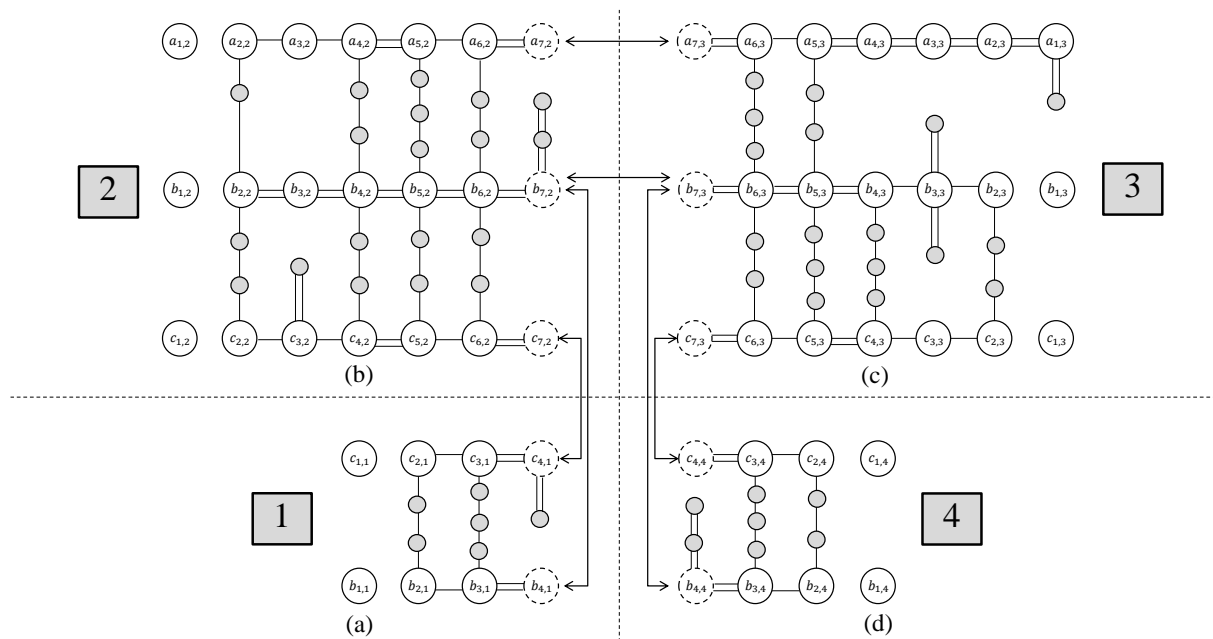 a1,2 a2,2 a3,2 a4,2 a5,2 a6,2 a7,2 a7,3 a6,3 a5,3 a4,3 a3,3 a2,3 a1,3
2
b1,2 b2,2 b3,2 b4,2 b5,2 b6,2 b7,2 b7,3 b6,3 b5,3 b4,3 b3,3 b2,3 b1,3
3
c1,2 c2,2 c3,2 c4,2 c5,2 c6,2 c7,2 c7,3 c6,3 c5,3 c4,3 c3,3 c2,3 c1,3
(b) (c)
c1,1 c2,1 c3,1 c4,1 c4,4 c3,4 c2,4 c1,4
1 4
b1,1 b2,1 b3,1 b4,1 b4,4 b3,4 b2,4 b1,4
(a) (d)